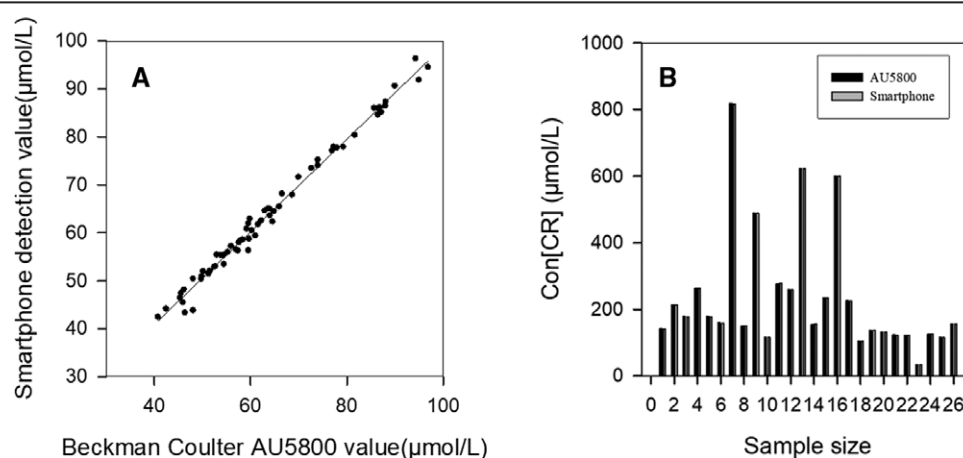 100
90
80
70
60
50
40
30
Smartphone detection value(μmol/L)
A
40 60 80 100
Beckman Coulter AU5800 value(μmol/L)
1000
800
600
400
200
0
Con[CR] (μmol/L)
B
AU5800
Smartphone
0 2 4 6 8 10 12 14 16 18 20 22 24 26
Sample size